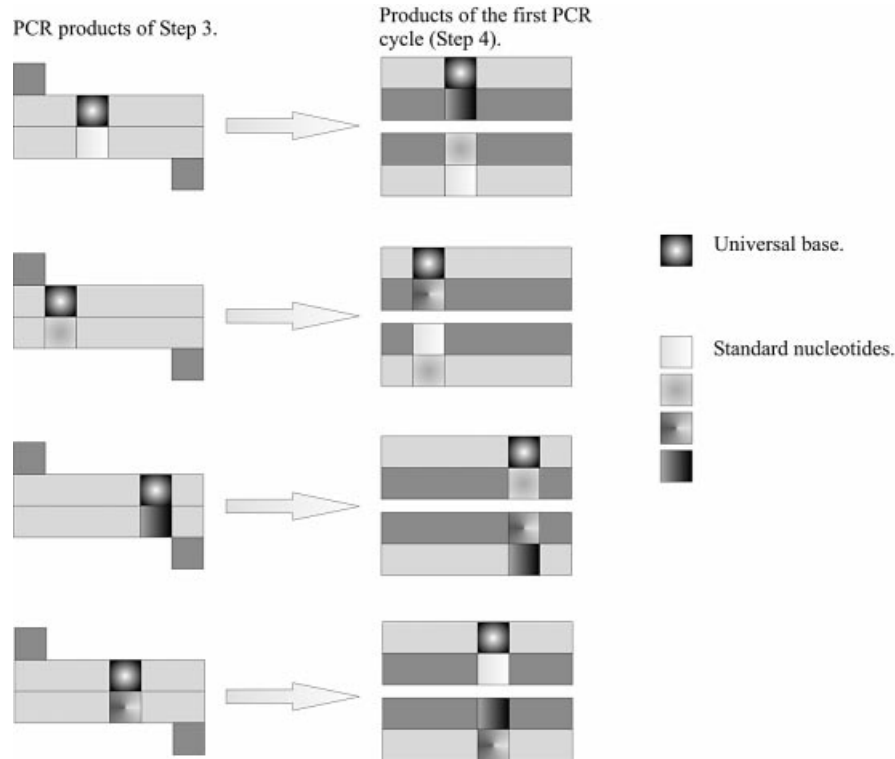 PCR products of Step 3.
Products of the first PCR
cycle (Step 4).
Universal base.
Standard nucleotides.